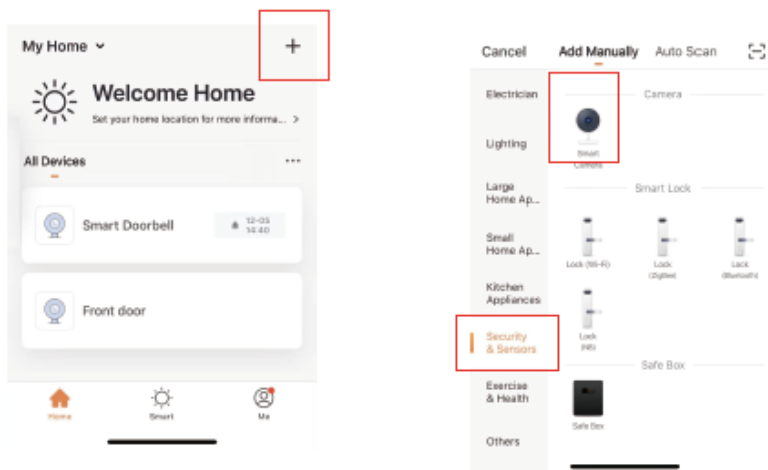 My Home
+
Welcome Home
Set your home location for more informa... >
All Devices
...
Smart Doorbell
12-05
14:40
Front door
Home
Smart
Me
Cancel
Add Manually
Auto Scan
Electrician
Lighting
Large
Home Ap...
Small
Home Ap...
Kitchen
Appliances
Security
& Sensors
Exercise
& Health
Others
Camera
Smart
Camera
Smart Lock
Lock (Wi-Fi)
Lock
(ZigBee)
Lock
(Bluetooth)
Lock
(NB)
Safe Box
Safe Box